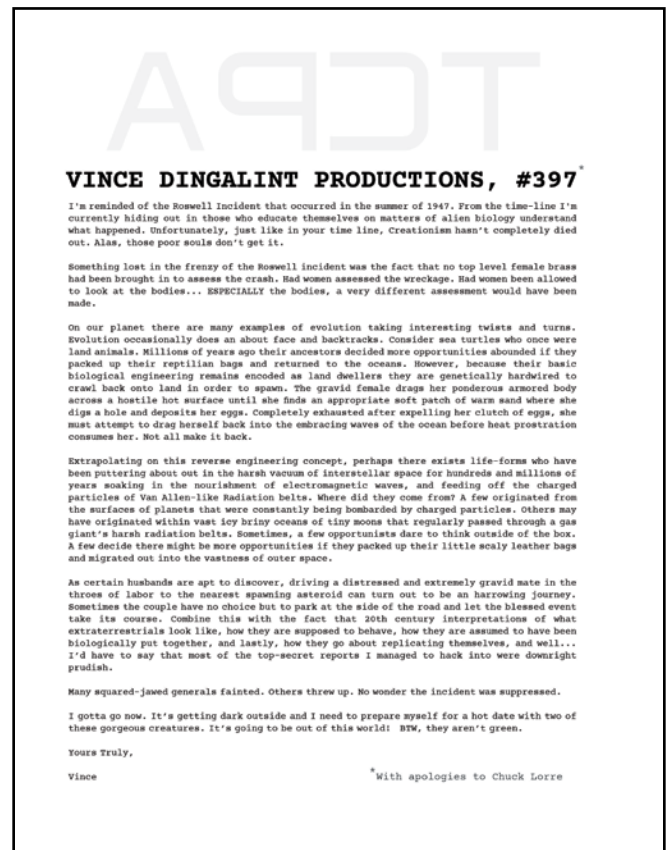 TCPA
VINCE DINGALINT PRODUCTIONS, #397*
I'm reminded of the Roswell Incident that occurred in the summer of 1947. From the time-line I'm
currently hiding out in those who educate themselves on matters of alien biology understand
what happened. Unfortunately, just like in your time line, Creationism hasn't completely died
out. Alas, those poor souls don't get it.
Something lost in the frenzy of the Roswell incident was the fact that no top level female brass
had been brought in to assess the crash. Had women assessed the wreckage. Had women been allowed
to look at the bodies... ESPECIALLY the bodies, a very different assessment would have been
made.
On our planet there are many examples of evolution taking interesting twists and turns.
Evolution occasionally does an about face and backtracks. Consider sea turtles who once were
land animals. Millions of years ago their ancestors decided more opportunities abounded if they
packed up their reptilian bags and returned to the oceans. However, because their basic
biological engineering remains encoded as land dwellers they are genetically hardwired to
crawl back onto land in order to spawn. The gravid female drags her ponderous armored body
across a hostile hot surface until she finds an appropriate soft patch of warm sand where she
digs a hole and deposits her eggs. Completely exhausted after expelling her clutch of eggs, she
must attempt to drag herself back into the embracing waves of the ocean before heat prostration
consumes her. Not all make it back.
Extrapolating on this reverse engineering concept, perhaps there exists life-forms who have
been puttering about out in the harsh vacuum of interstellar space for hundreds and millions of
years soaking in the nourishment of electromagnetic waves, and feeding off the charged
particles of Van Allen-like Radiation belts. Where did they come from? A few originated from
the surfaces of planets that were constantly being bombarded by charged particles. Others may
have originated within vast icy briny oceans of tiny moons that regularly passed through a gas
giant's harsh radiation belts. Sometimes, a few opportunists dare to think outside of the box.
A few decide there might be more opportunities if they packed up their little scaly leather bags
and migrated out into the vastness of outer space.
As certain husbands are apt to discover, driving a distressed and extremely gravid mate in the
throes of labor to the nearest spawning asteroid can turn out to be an harrowing journey.
Sometimes the couple have no choice but to park at the side of the road and let the blessed event
take its course. Combine this with the fact that 20th century interpretations of what
extraterrestrials look like, how they are supposed to behave, how they are assumed to have been
biologically put together, and lastly, how they go about replicating themselves, and well...
I'd have to say that most of the top-secret reports I managed to hack into were downright
prudish.
Many squared-jawed generals fainted. Others threw up. No wonder the incident was suppressed.
I gotta go now. It's getting dark outside and I need to prepare myself for a hot date with two of
these gorgeous creatures. It's going to be out of this world! BTW, they aren't green.
Yours Truly,
Vince
*With apologies to Chuck Lorre